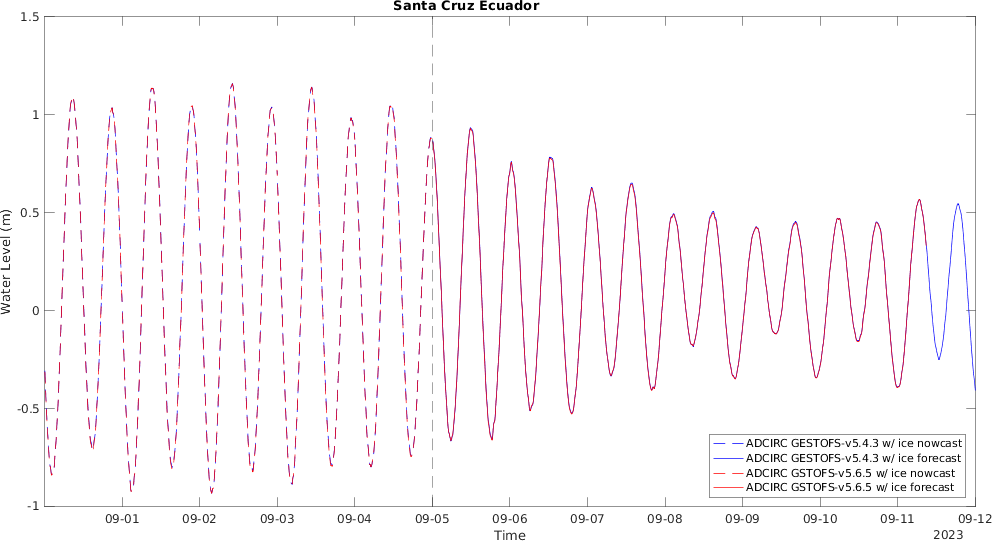 Santa Cruz Ecuador
1.5
1
0.5
0
-0.5
-1
Water Level (m)
ADCIRC GESTOFS-v5.4.3 w/ ice nowcast
ADCIRC GESTOFS-v5.4.3 w/ ice forecast
ADCIRC GSTOFS-v5.6.5 w/ ice nowcast
ADCIRC GSTOFS-v5.6.5 w/ ice forecast
09-01 09-02 09-03 09-04 09-05 09-06 09-07 09-08 09-09 09-10 09-11 09-12
Time
2023